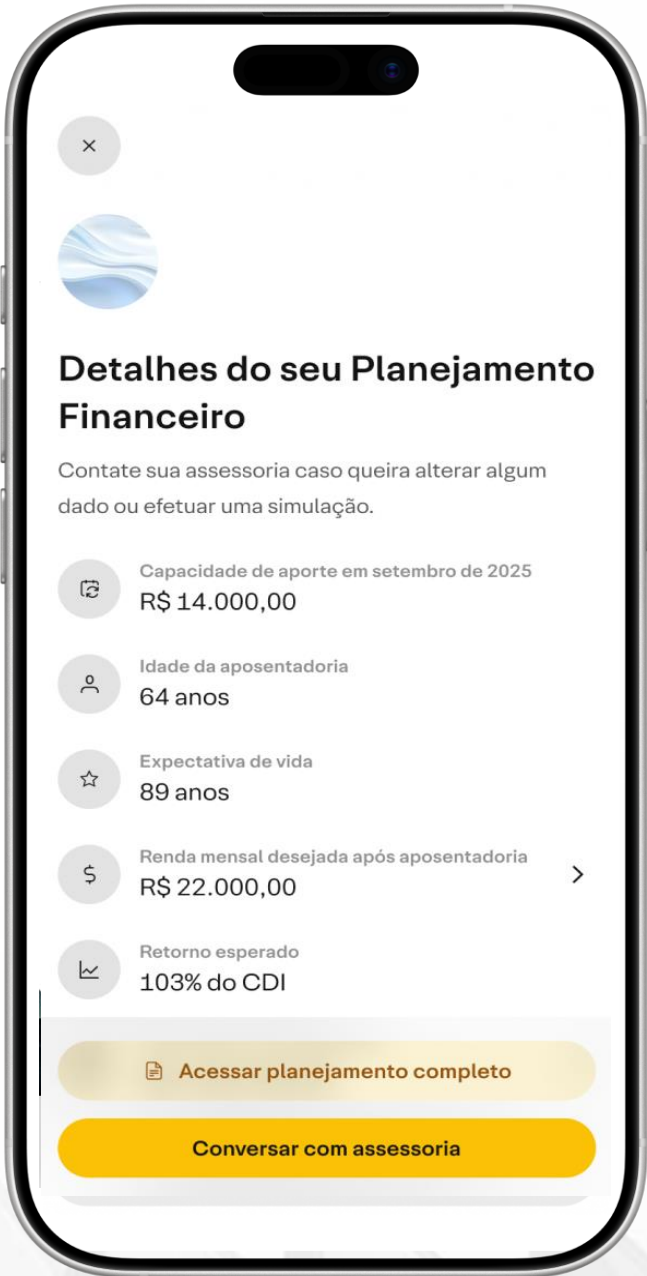 Detalhes do seu Planejamento
Financeiro
Contate sua assessoria caso queira alterar algum
dado ou efetuar uma simulação.
Capacidade de aporte em setembro de 2025
R$ 14.000,00
Idade da aposentadoria
64 anos
Expectativa de vida
89 anos
Renda mensal desejada após aposentadoria
R$ 22.000,00
Retorno esperado
103% do CDI
Acessar planejamento completo
Conversar com assessoria